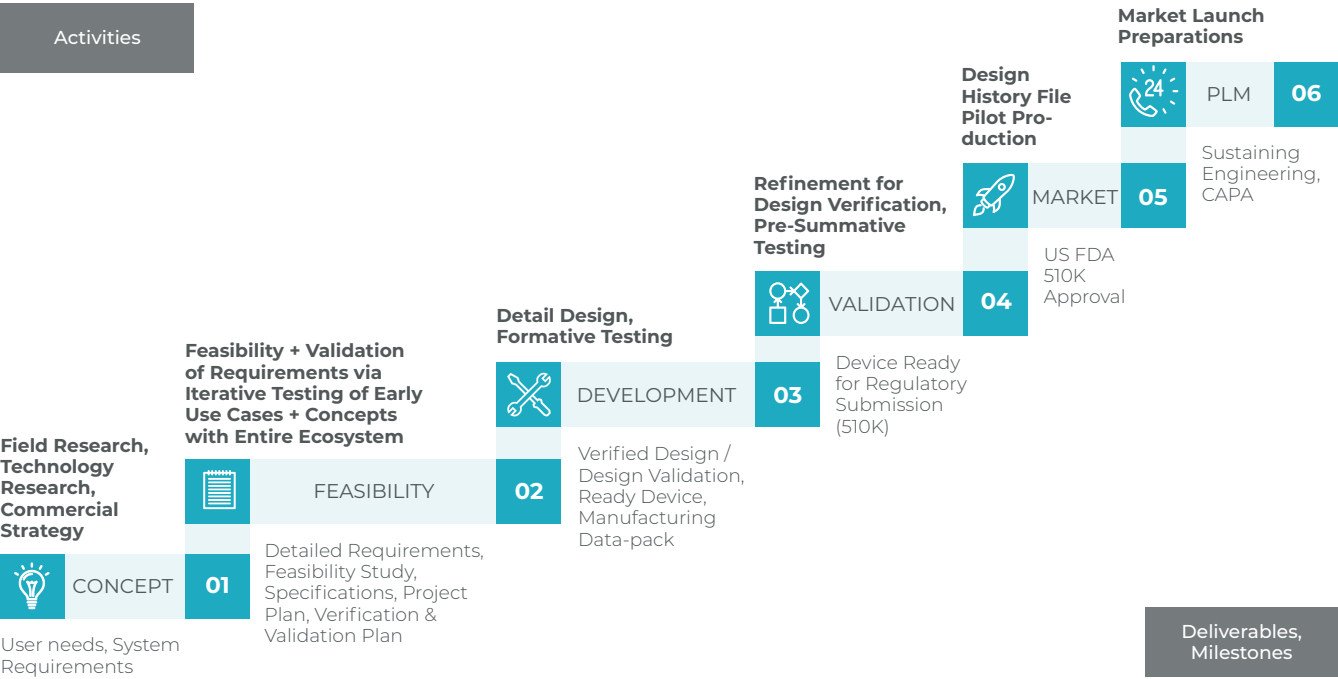 Activities
Field Research,
Technology
Research,
Commercial
Strategy
CONCEPT
01
User needs, System
Requirements
Feasibility + Validation
of Requirements via
Iterative Testing of Early
Use Cases + Concepts
with Entire Ecosystem
FEASIBILITY
02
Detailed Requirements,
Feasibility Study,
Specifications, Project
Plan, Verification &
Validation Plan
Detail Design,
Formative Testing
DEVELOPMENT
03
Verified Design /
Design Validation,
Ready Device,
Manufacturing
Data-pack
Refinement for
Design Verification,
Pre-Summative
Testing
VALIDATION
04
Device Ready
for Regulatory
Submission
(510K)
Design
History File
Pilot Pro-
duction
MARKET
05
US FDA
510K
Approval
Market Launch
Preparations
24
PLM
06
Sustaining
Engineering,
CAPA
Deliverables,
Milestones